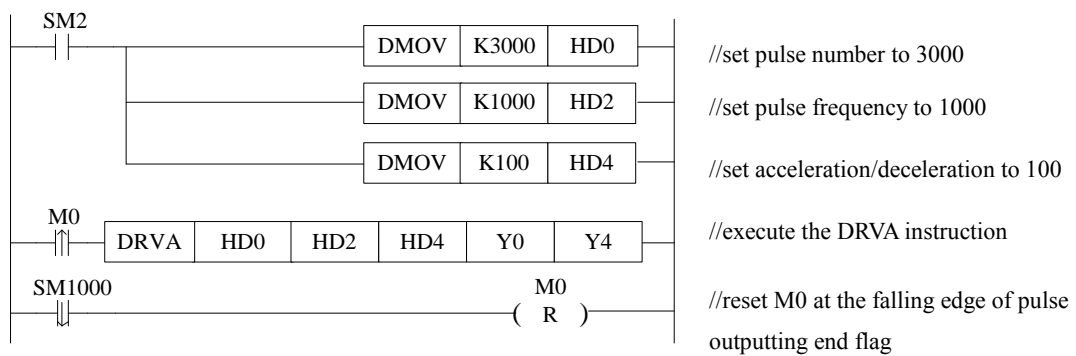 SM2
DMOV K3000 HD0 //set pulse number to 3000
DMOV K1000 HD2 //set pulse frequency to 1000
DMOV K100 HD4 //set acceleration/deceleration to 100
M0
DRVA HD0 HD2 HD4 Y0 Y4 //execute the DRVA instruction
SM1000 M0
( R ) //reset M0 at the falling edge of pulse
outputting end flag